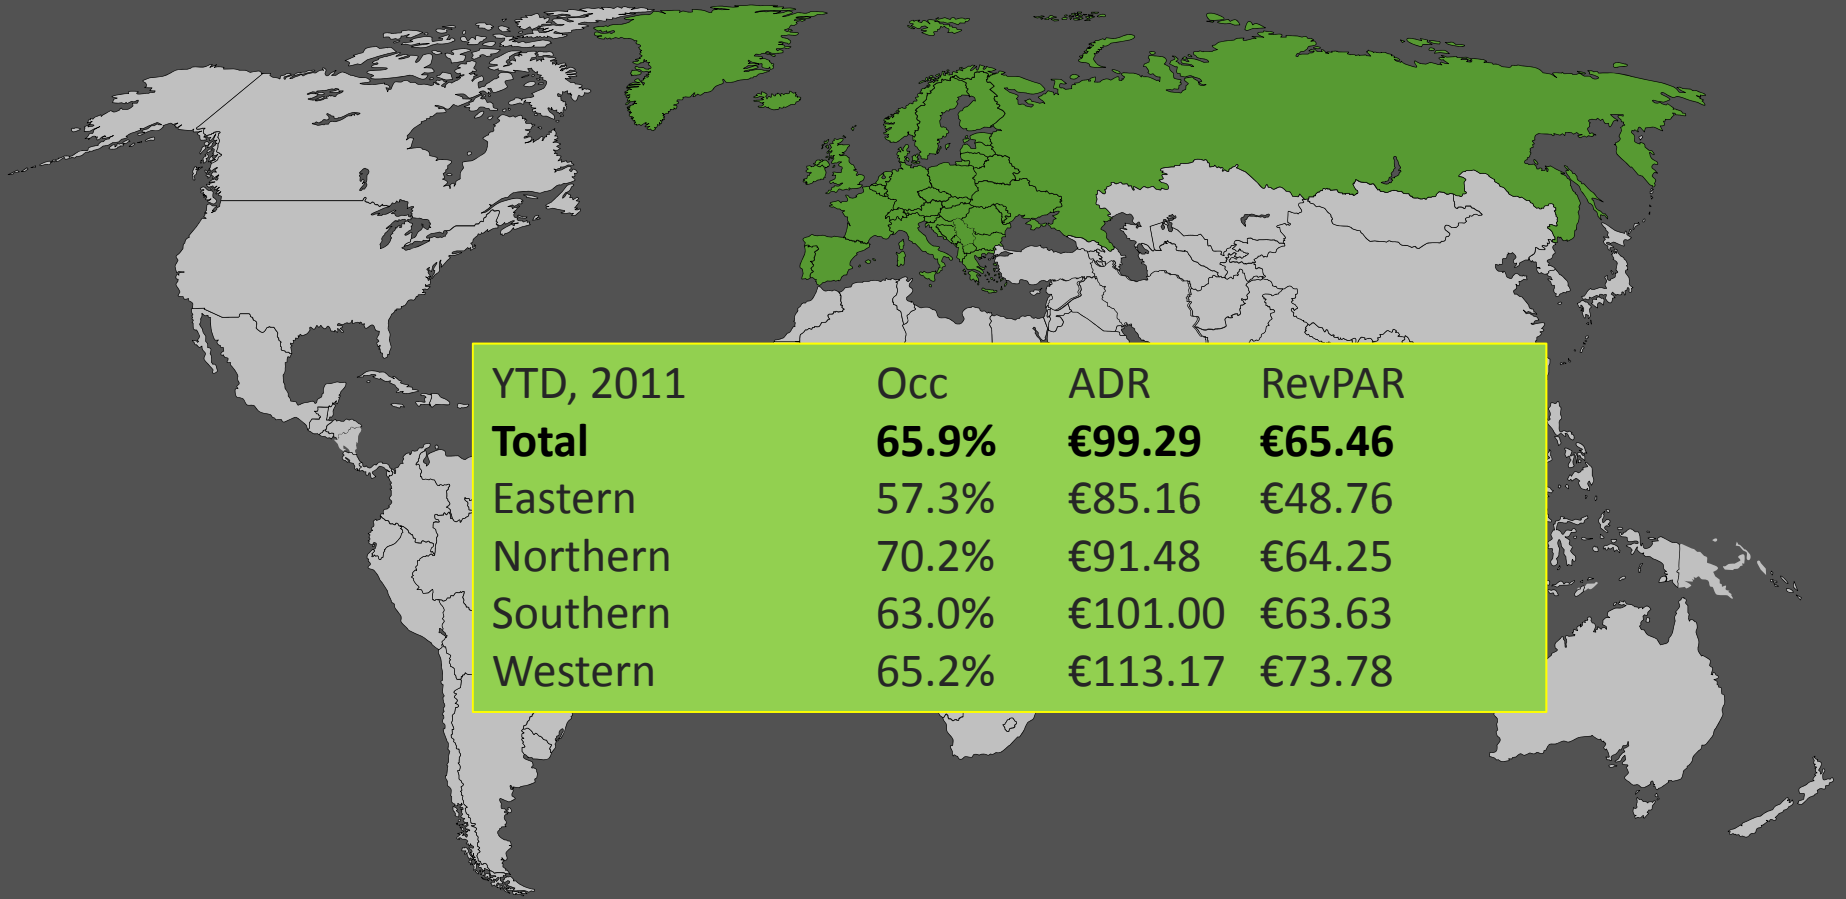 YTD, 2011 Occ ADR RevPAR
Total 65.9% €99.29 €65.46
Eastern 57.3% €85.16 €48.76
Northern 70.2% €91.48 €64.25
Southern 63.0% €101.00 €63.63
Western 65.2% €113.17 €73.78